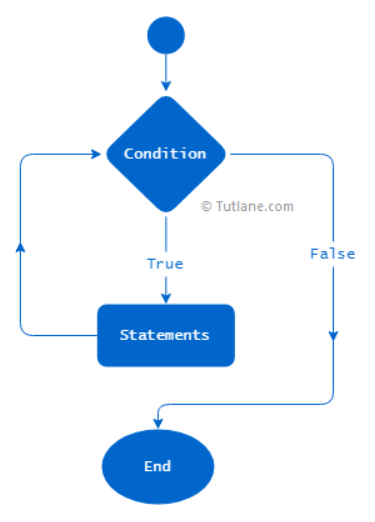 Condition
© Tutlane.com
False
True
Statements
End